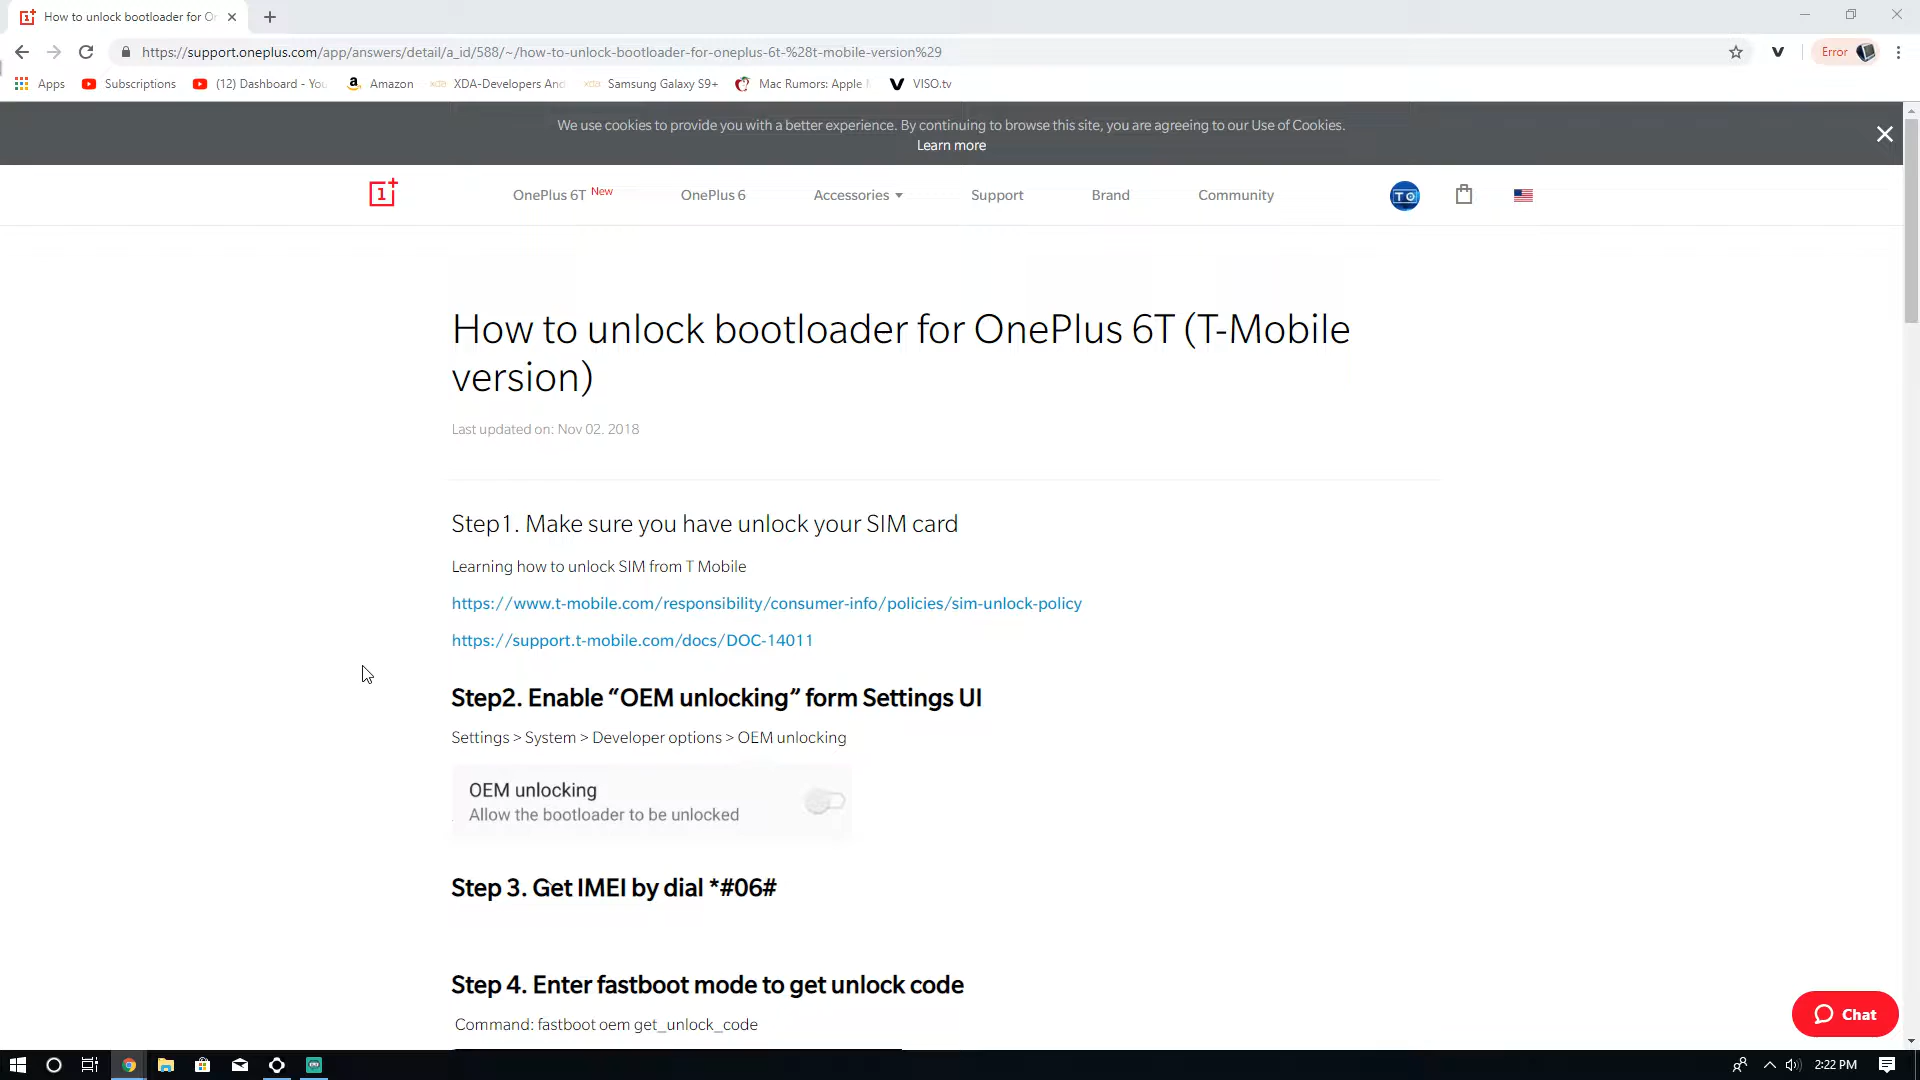 How to unlock bootloader for O
https://support.oneplus.com/app/answers/detail/a_id/588/~/how-to-unlock-bootloader-for-oneplus-6t-%28t-mobile-version%29
Error
Apps
Subscriptions
(12) Dashboard - You
Amazon
XDA-Developers And
Samsung Galaxy S9+
Mac Rumors: Apple
VISO.tv
We use cookies to provide you with a better experience. By continuing to browse this site, you are agreeing to our Use of Cookies.
Learn more
OnePlus 6T New
OnePlus 6
Accessories
Support
Brand
Community
TO
How to unlock bootloader for OnePlus 6T (T-Mobile
version)
Last updated on: Nov 02. 2018
Step1. Make sure you have unlock your SIM card
Learning how to unlock SIM from T Mobile
https://www.t-mobile.com/responsibility/consumer-info/policies/sim-unlock-policy
https://support.t-mobile.com/docs/DOC-14011
Step2. Enable “OEM unlocking” form Settings UI
Settings > System > Developer options > OEM unlocking
OEM unlocking
Allow the bootloader to be unlocked
Step 3. Get IMEI by dial *#06#
Step 4. Enter fastboot mode to get unlock code
Command: fastboot oem get_unlock_code
Chat
2:22 PM